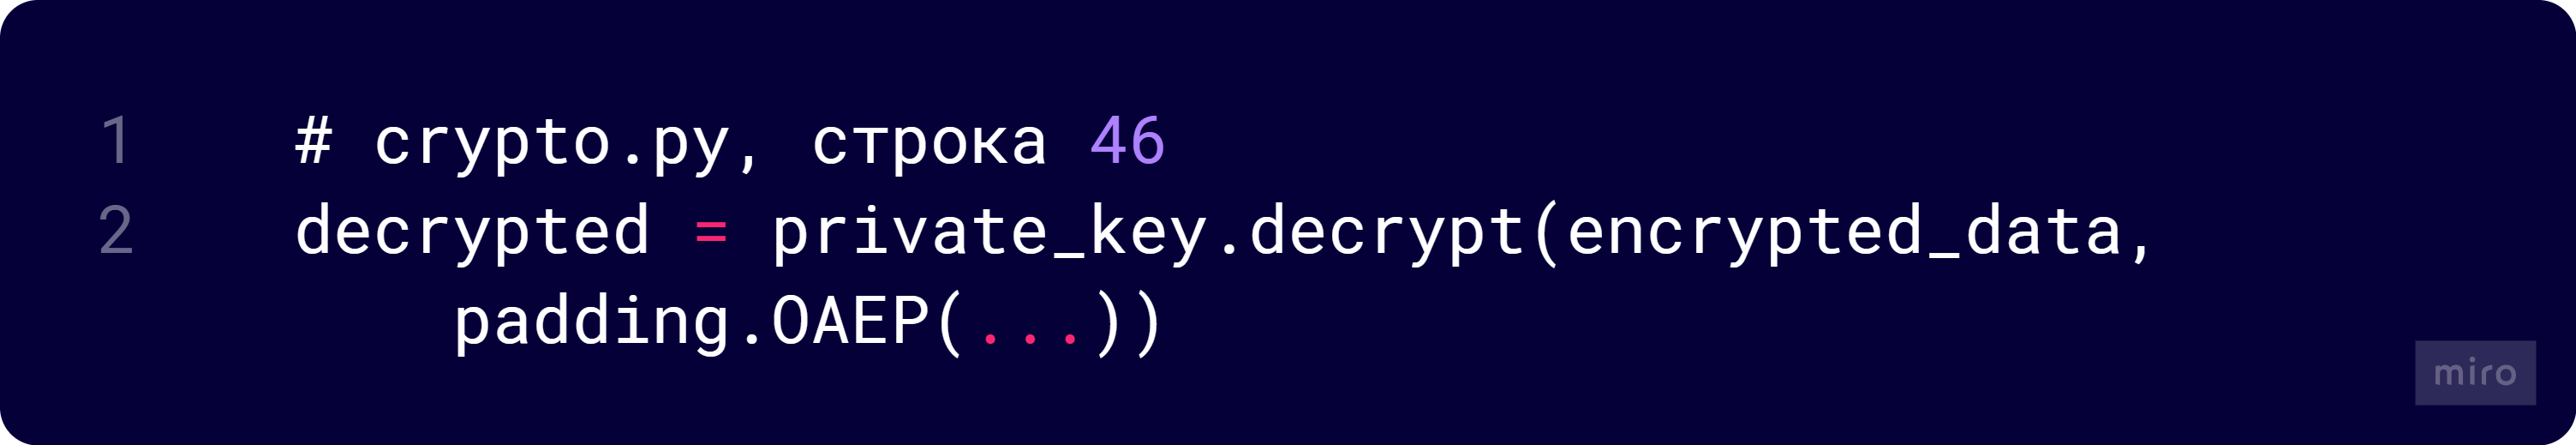 1 # crypto.py, строка 46
2 decrypted = private_key.decrypt(encrypted_data,
padding.OAEP(...))
miro